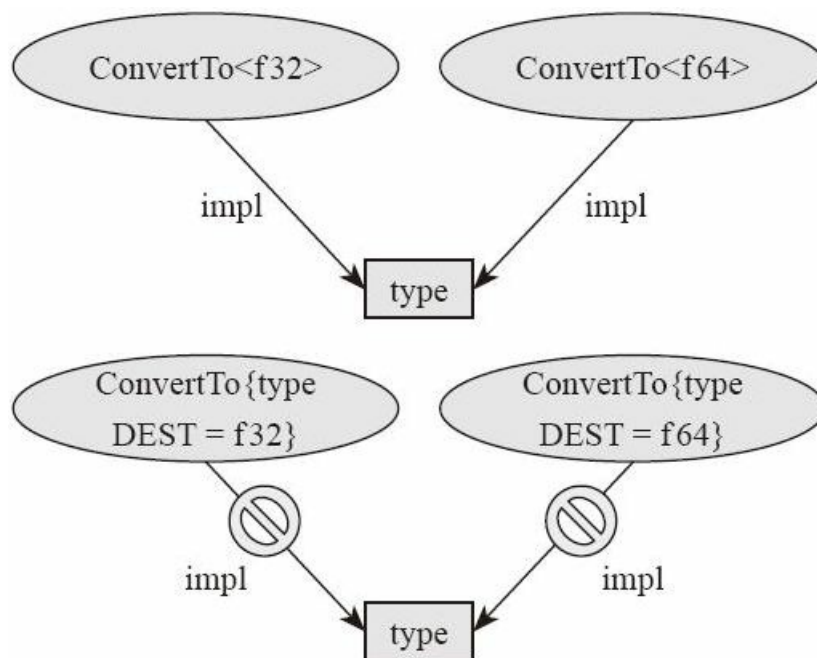 ConvertTo<f32>
ConvertTo<f64>
impl
impl
type
ConvertTo{type
DEST = f32}
ConvertTo{type
DEST = f64}
impl
impl
type